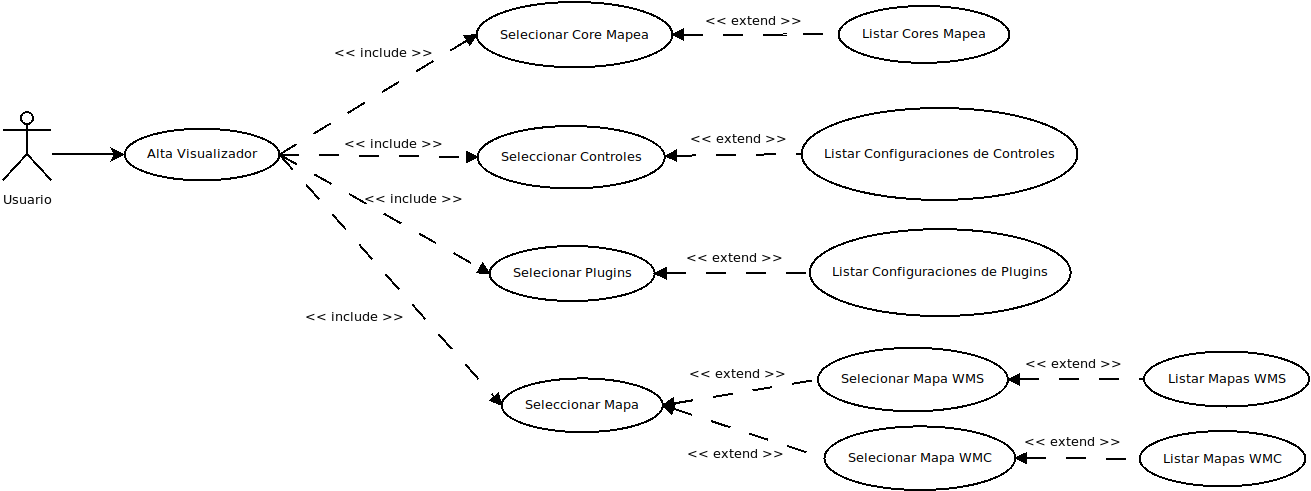 << extend >>
Selecionar Core Mapea
Listar Cores Mapea
<< include >>
<< extend >>
<< include >>
Alta Visualizador
Seleccionar Controles
Listar Configuraciones de Controles
Usuario
<< include >>
<< extend >>
Selecionar Plugins
Listar Configuraciones de Plugins
<< include >>
<< extend >>
<< extend >>
Selecionar Mapa WMS
Listar Mapas WMS
Seleccionar Mapa
<< extend >>
<< extend >>
Selecionar Mapa WMC
Listar Mapas WMC